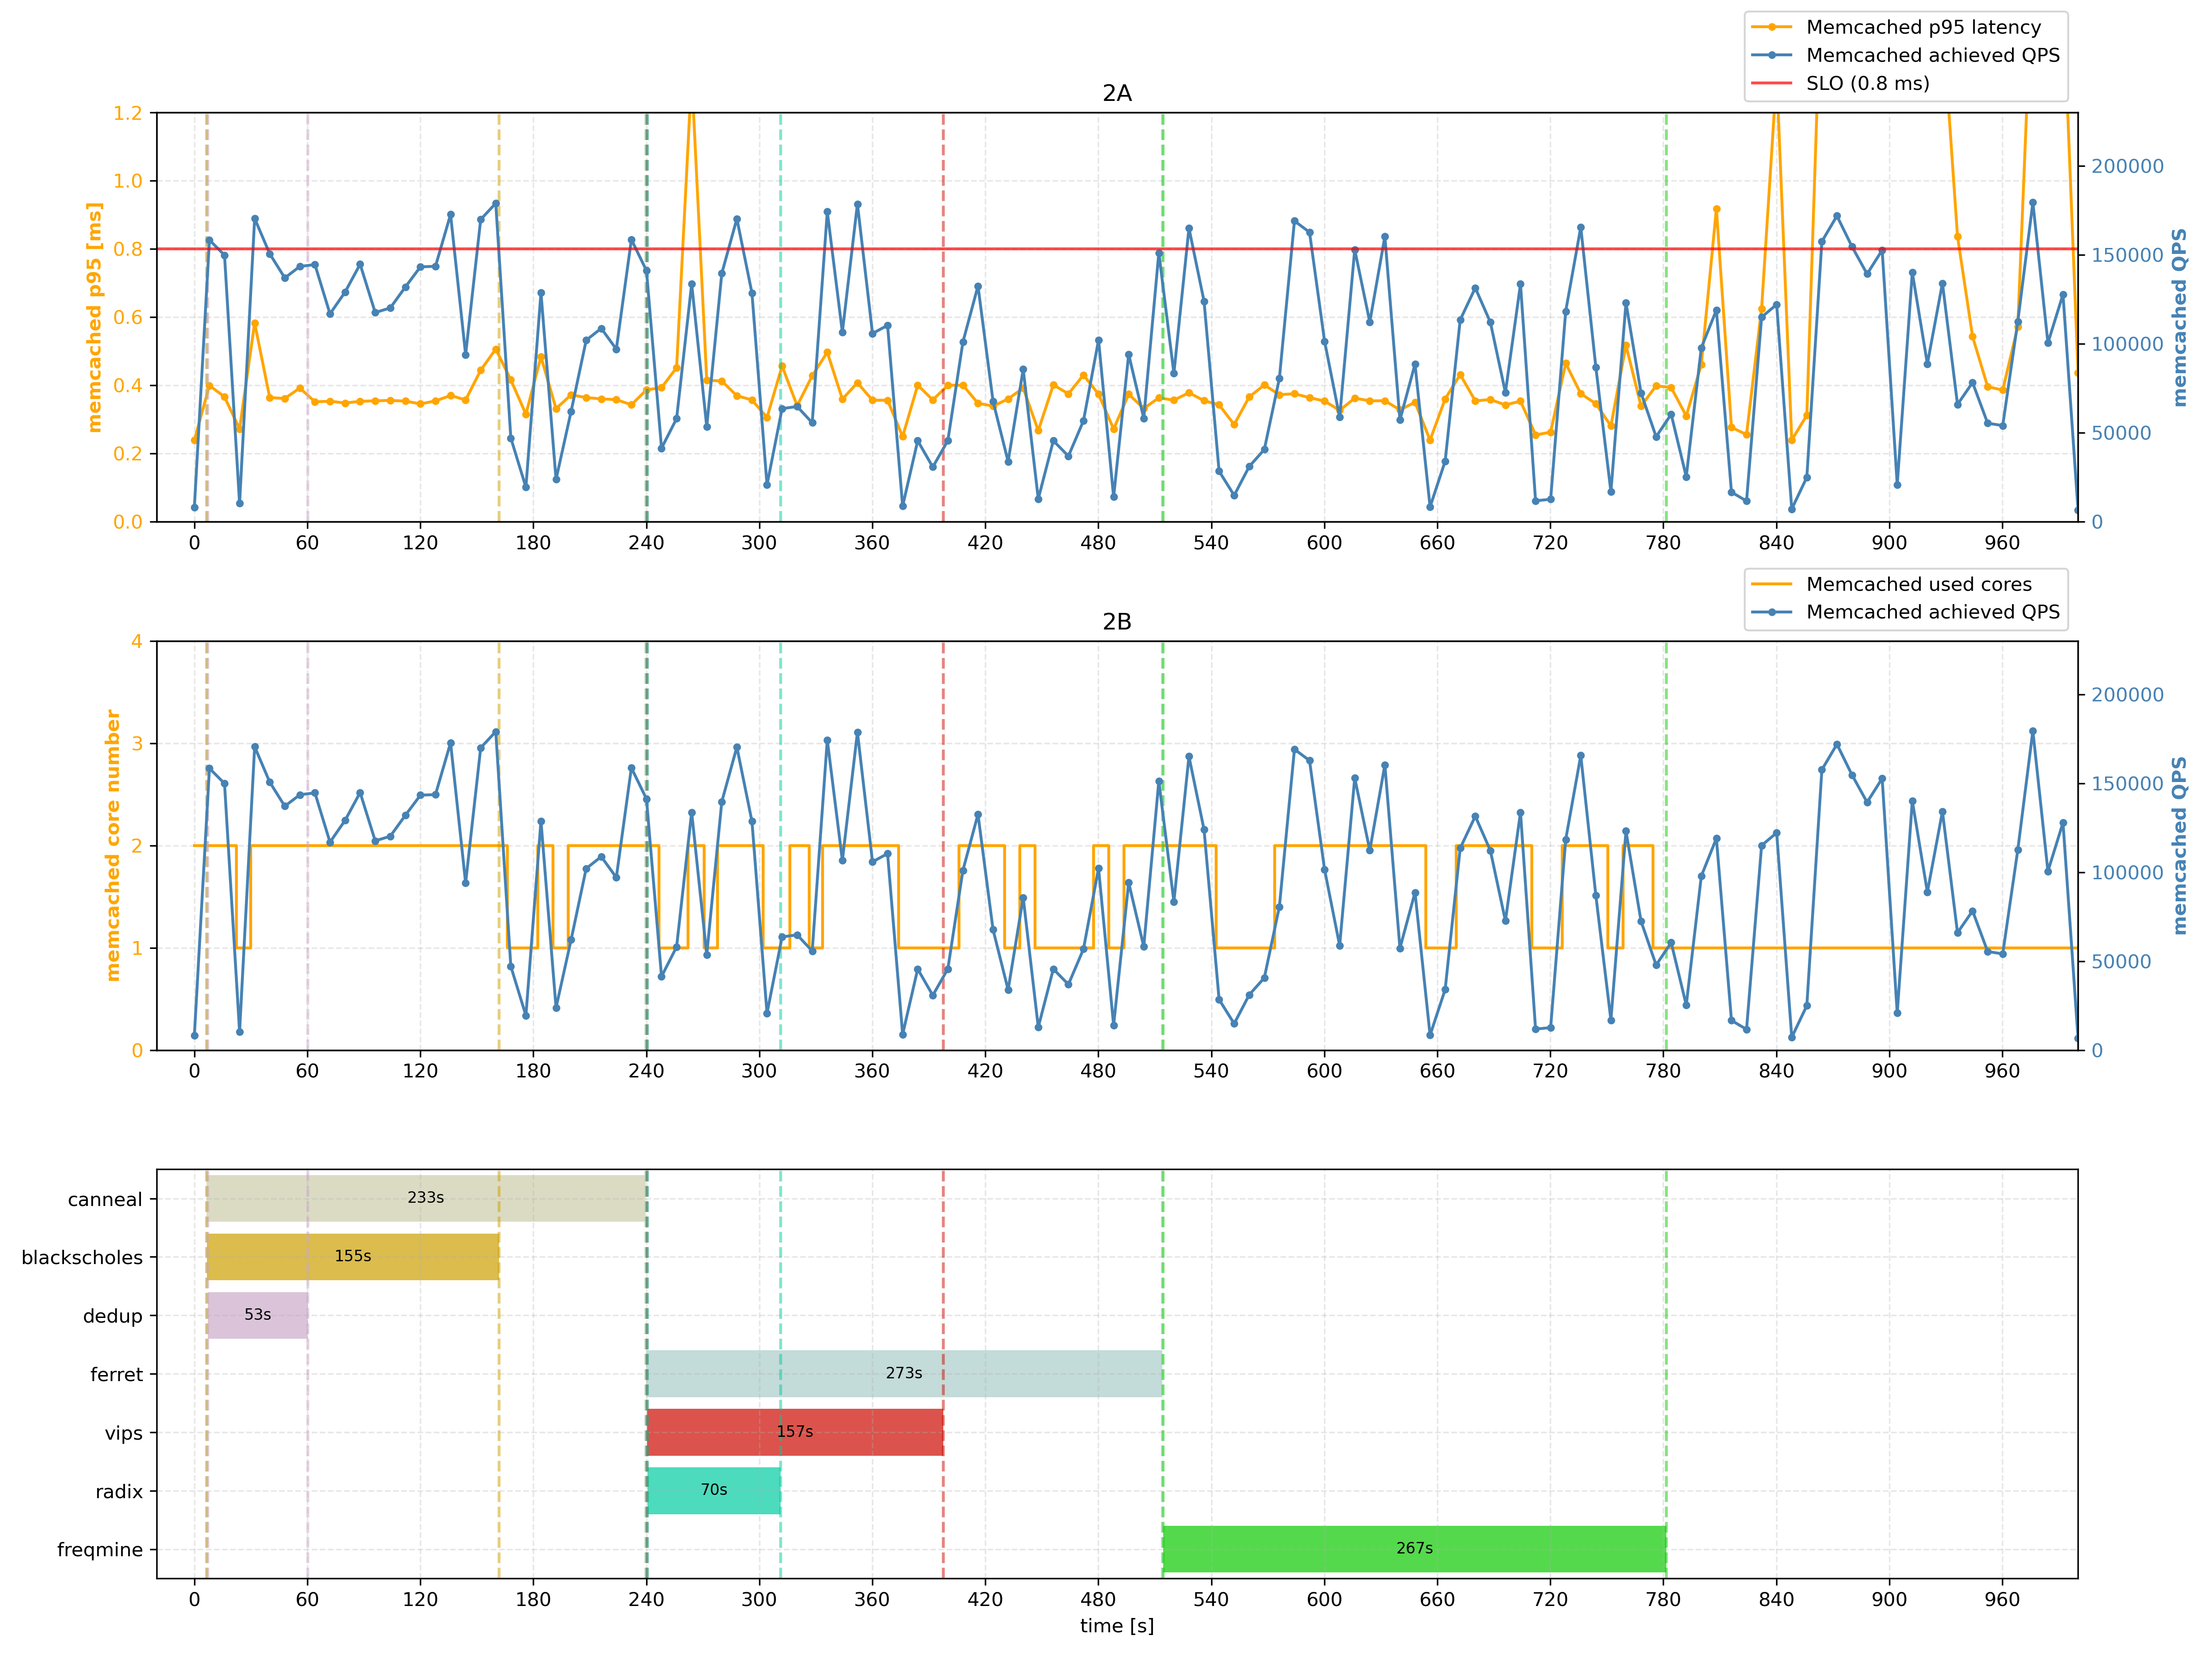 Memcached p95 latency
Memcached achieved QPS
SLO (0.8 ms)
2A
memcached p95 [ms]
1.2
1.0
0.8
0.6
0.4
0.2
0.0
200000
150000
100000
50000
0
memcached QPS
0 60 120 180 240 300 360 420 480 540 600 660 720 780 840 900 960
Memcached used cores
Memcached achieved QPS
2B
memcached core number
4
3
2
1
0
200000
150000
100000
50000
0
memcached QPS
0 60 120 180 240 300 360 420 480 540 600 660 720 780 840 900 960
canneal 233s
blackscholes 155s
dedup 53s
ferret 273s
vips 157s
radix 70s
freqmine 267s
0 60 120 180 240 300 360 420 480 540 600 660 720 780 840 900 960
time [s]